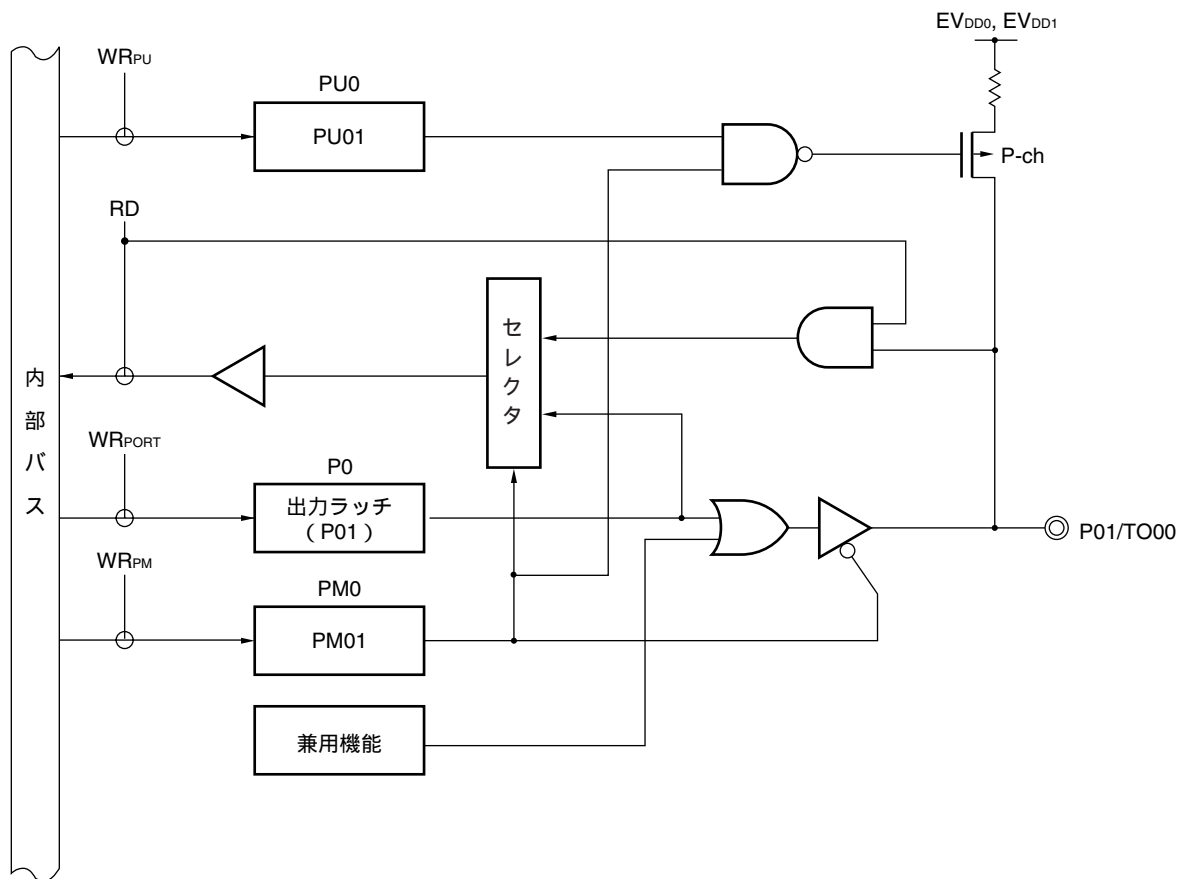 EVDD0, EVDD1
WRPU
PU0
PU01
P-ch
RD
セレクタ
内部バス
WRPORT
P0
出力ラッチ
（P01）
P01/TO00
WRPM
PM0
PM01
兼用機能